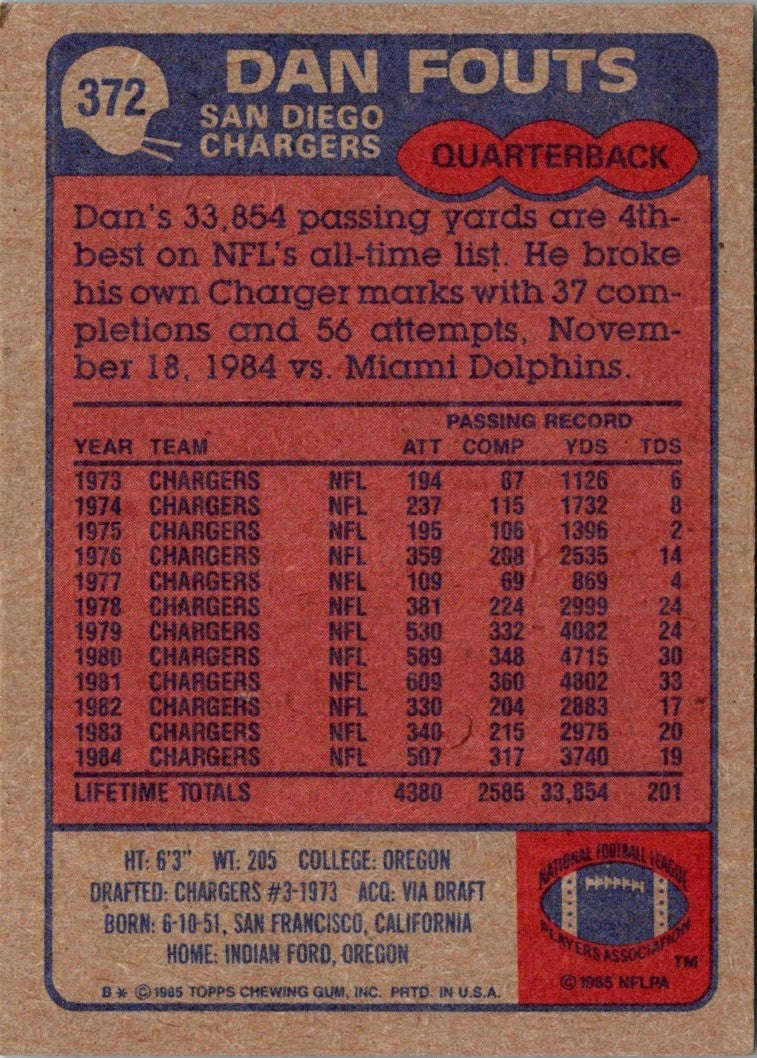 372
DAN FOUTS
SAN DIEGO
CHARGERS
QUARTERBACK
Dan's 33,854 passing yards are 4th-
best on NFL's all-time list. He broke
his own Charger marks with 37 com-
pletions and 56 attempts, Novem-
ber 18, 1984 vs. Miami Dolphins.
PASSING RECORD
YEAR TEAM ATT COMP YDS TDS
1973 CHARGERS NFL 194 87 1126 6
1974 CHARGERS NFL 237 115 1732 8
1975 CHARGERS NFL 195 106 1396 2
1976 CHARGERS NFL 359 208 2535 14
1977 CHARGERS NFL 109 69 869 4
1978 CHARGERS NFL 381 224 2999 24
1979 CHARGERS NFL 530 332 4082 24
1980 CHARGERS NFL 589 348 4715 30
1981 CHARGERS NFL 609 360 4802 33
1982 CHARGERS NFL 330 204 2883 17
1983 CHARGERS NFL 340 215 2975 20
1984 CHARGERS NFL 507 317 3740 19
LIFETIME TOTALS 4380 2585 33,854 201
HT: 6'3" WT: 205 COLLEGE: OREGON
DRAFTED: CHARGERS #3-1973 ACQ: VIA DRAFT
BORN: 6-10-51, SAN FRANCISCO, CALIFORNIA
HOME: INDIAN FORD, OREGON
B * © 1985 TOPPS CHEWING GUM, INC. PRTD. IN U.S.A.
NATIONAL FOOTBALL LEAGUE
PLAYERS ASSOCIATION
TM
© 1985 NFLPA